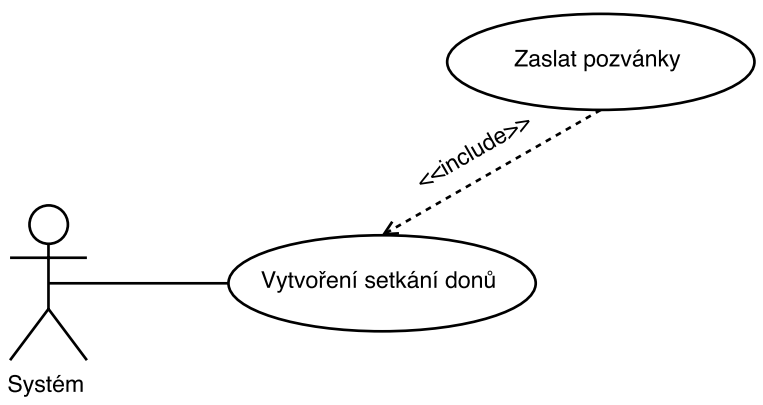 Zaslat pozvánky
<<include>>
Vytvoření setkání donů
Systém